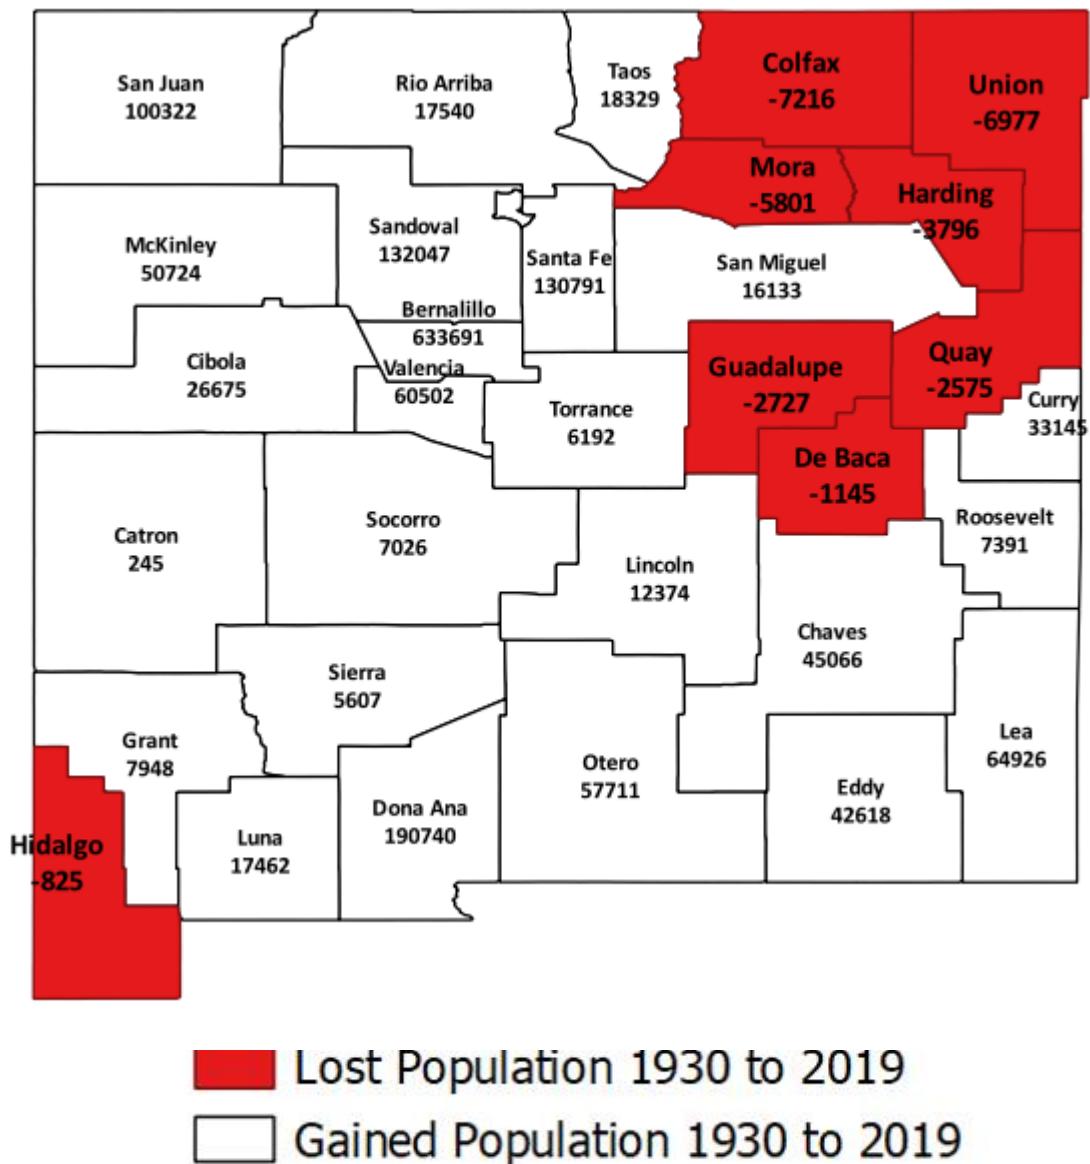 San Juan
100322
Rio Arriba
17540
Taos
18329
Colfax
-7216
Union
-6977
Mora
-5801
Harding
-3796
McKinley
50724
Sandoval
132047
Santa Fe
130791
San Miguel
16133
Bernalillo
633691
Cibola
26675
Valencia
60502
Torrance
6192
Guadalupe
-2727
Quay
-2575
Curry
33145
De Baca
-1145
Catron
245
Socorro
7026
Lincoln
12374
Roosevelt
7391
Chaves
45066
Sierra
5607
Grant
7948
Otero
57711
Lea
64926
Eddy
42618
Dona Ana
190740
Luna
17462
Hidalgo
-825
Lost Population 1930 to 2019
Gained Population 1930 to 2019